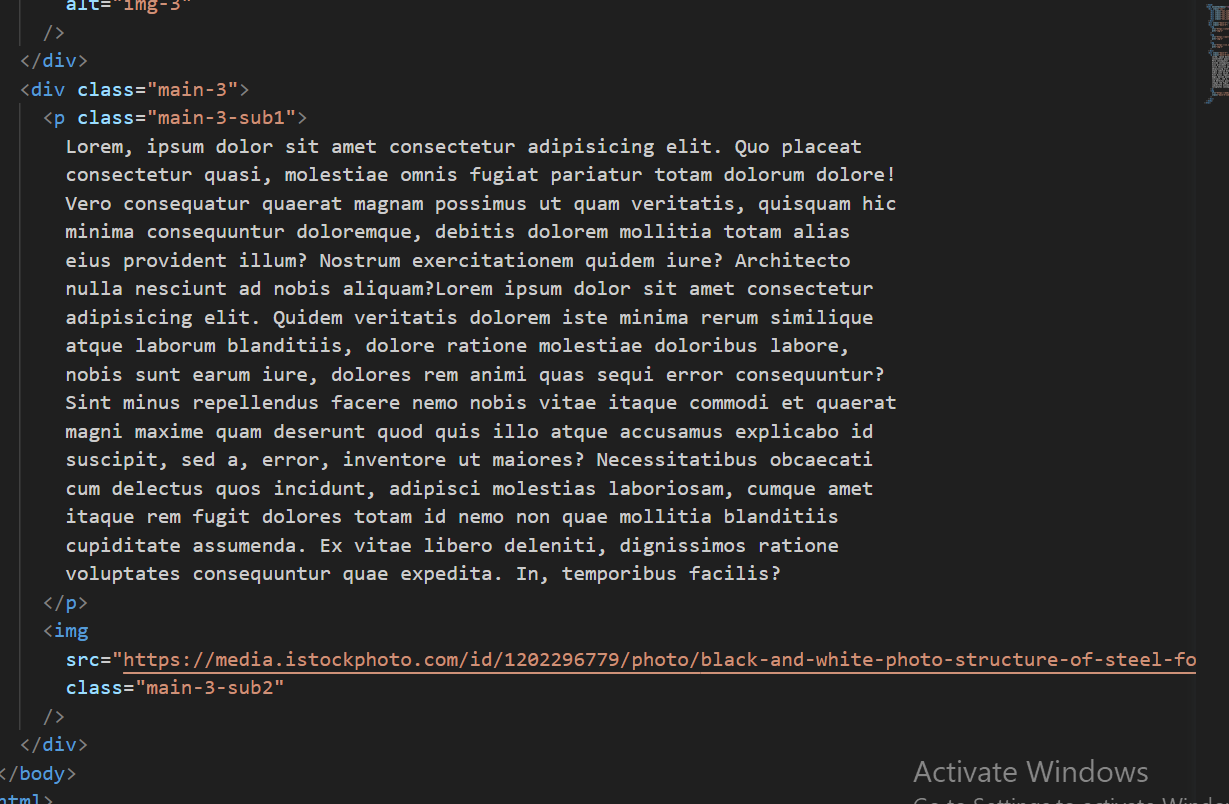 alt="img-3"
/>
</div>
<div class="main-3">
<p class="main-3-sub1">
Lorem, ipsum dolor sit amet consectetur adipisicing elit. Quo placeat
consectetur quasi, molestiae omnis fugiat pariatur totam dolorum dolore!
Vero consequatur quaerat magnam possimus ut quam veritatis, quisquam hic
minima consequuntur doloremque, debitis dolorem mollitia totam alias
eius provident illum? Nostrum exercitationem quidem iure? Architecto
nulla nesciunt ad nobis aliquam?Lorem ipsum dolor sit amet consectetur
adipisicing elit. Quidem veritatis dolorem iste minima rerum similique
atque laborum blanditiis, dolore ratione molestiae doloribus labore,
nobis sunt earum iure, dolores rem animi quas sequi error consequuntur?
Sint minus repellendus facere nemo nobis vitae itaque commodi et quaerat
magni maxime quam deserunt quod quis illo atque accusamus explicabo id
suscipit, sed a, error, inventore ut maiores? Necessitatibus obcaecati
cum delectus quos incidunt, adipisci molestias laboriosam, cumque amet
itaque rem fugit dolores totam id nemo non quae mollitia blanditiis
cupiditate assumenda. Ex vitae libero deleniti, dignissimos ratione
voluptates consequuntur quae expedita. In, temporibus facilis?
</p>
<img
src="https://media.istockphoto.com/id/1202296779/photo/black-and-white-photo-structure-of-steel-fo
class="main-3-sub2"
/>
</div>
</body>
html>
Activate Windows
Go to Settings to activate Windo